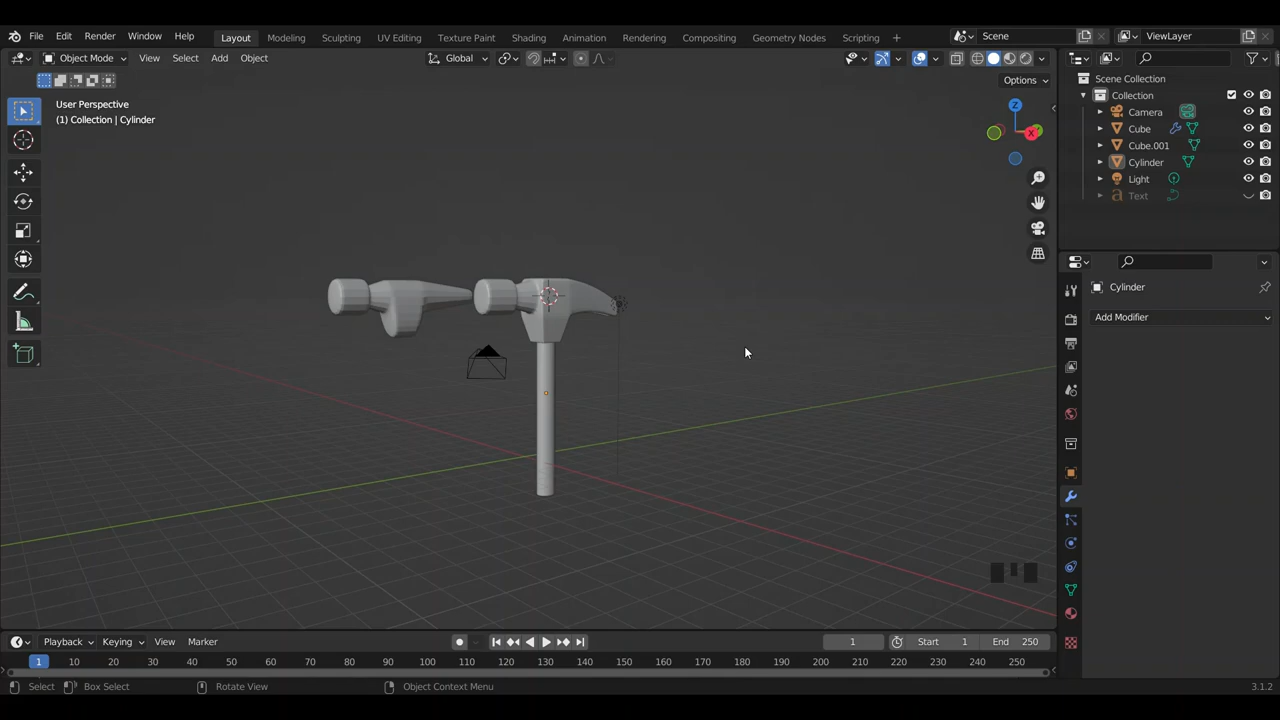 File Edit Render Window Help Layout Modeling Sculpting UV Editing Texture Paint Shading Animation Rendering Compositing Geometry Nodes Scripting + Scene ViewLayer
Object Mode View Select Add Object Global
Options
User Perspective
(1) Collection | Cylinder
Z
X
Scene Collection
Collection
Camera
Cube
Cube.001
Cylinder
Light
Text
Cylinder
Add Modifier
Playback Keying View Marker 1 Start 1 End 250
1 10 20 30 40 50 60 70 80 90 100 110 120 130 140 150 160 170 180 190 200 210 220 230 240 250
Select Box Select Rotate View Object Context Menu 3.1.2